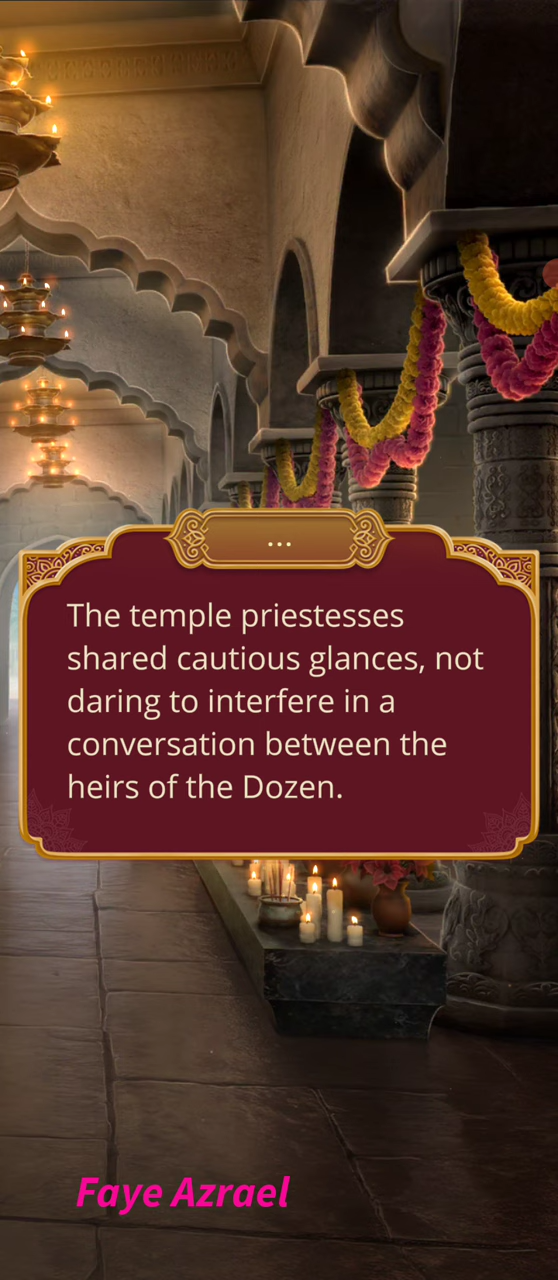 ...
The temple priestesses
shared cautious glances, not
daring to interfere in a
conversation between the
heirs of the Dozen.
Faye Azrael